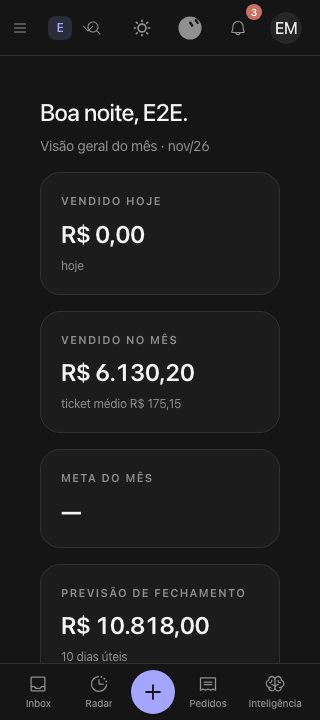 E
3
EM
Boa noite, E2E.
Visão geral do mês · nov/26
VENDIDO HOJE
R$ 0,00
hoje
VENDIDO NO MÊS
R$ 6.130,20
ticket médio R$ 175,15
META DO MÊS
—
PREVISÃO DE FECHAMENTO
R$ 10.818,00
10 dias úteis
Inbox
Radar
Pedidos
Inteligência